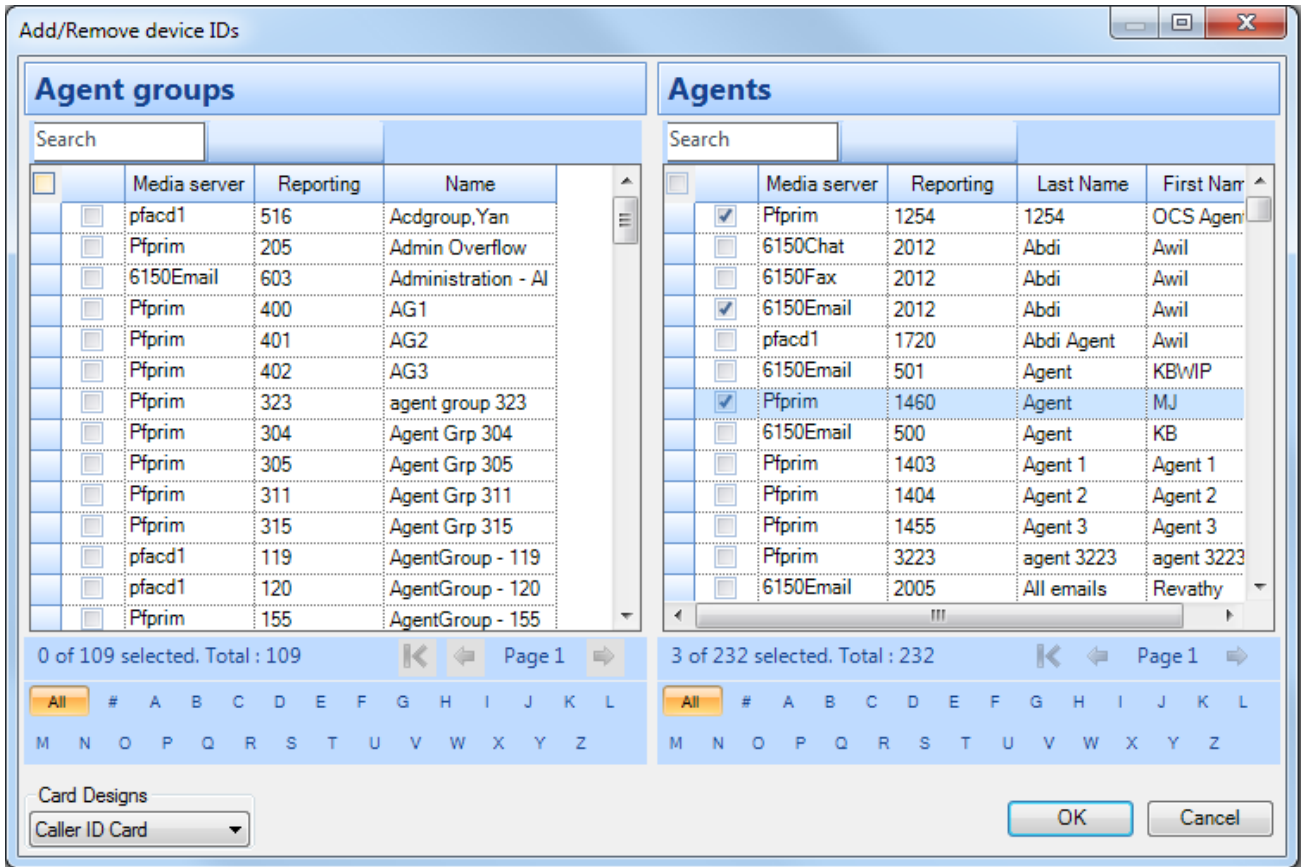 Add/Remove device IDs
Agent groups
Search
Media server Reporting Name
pfacd1 516 Acdgroup,Yan
Pfprim 205 Admin Overflow
6150Email 603 Administration - Al
Pfprim 400 AG1
Pfprim 401 AG2
Pfprim 402 AG3
Pfprim 323 agent group 323
Pfprim 304 Agent Grp 304
Pfprim 305 Agent Grp 305
Pfprim 311 Agent Grp 311
Pfprim 315 Agent Grp 315
pfacd1 119 AgentGroup - 119
pfacd1 120 AgentGroup - 120
Pfprim 155 AgentGroup - 155
0 of 109 selected. Total : 109 Page 1
All # A B C D E F G H I J K L
M N O P Q R S T U V W X Y Z
Agents
Search
Media server Reporting Last Name First Nam
Pfprim 1254 1254 OCS Agent
6150Chat 2012 Abdi Awil
6150Fax 2012 Abdi Awil
6150Email 2012 Abdi Awil
pfacd1 1720 Abdi Agent Awil
6150Email 501 Agent KBWIP
Pfprim 1460 Agent MJ
6150Email 500 Agent KB
Pfprim 1403 Agent 1 Agent 1
Pfprim 1404 Agent 2 Agent 2
Pfprim 1455 Agent 3 Agent 3
Pfprim 3223 agent 3223 agent 3223
6150Email 2005 All emails Revathy
3 of 232 selected. Total : 232 Page 1
All # A B C D E F G H I J K L
M N O P Q R S T U V W X Y Z
Card Designs
Caller ID Card
OK Cancel